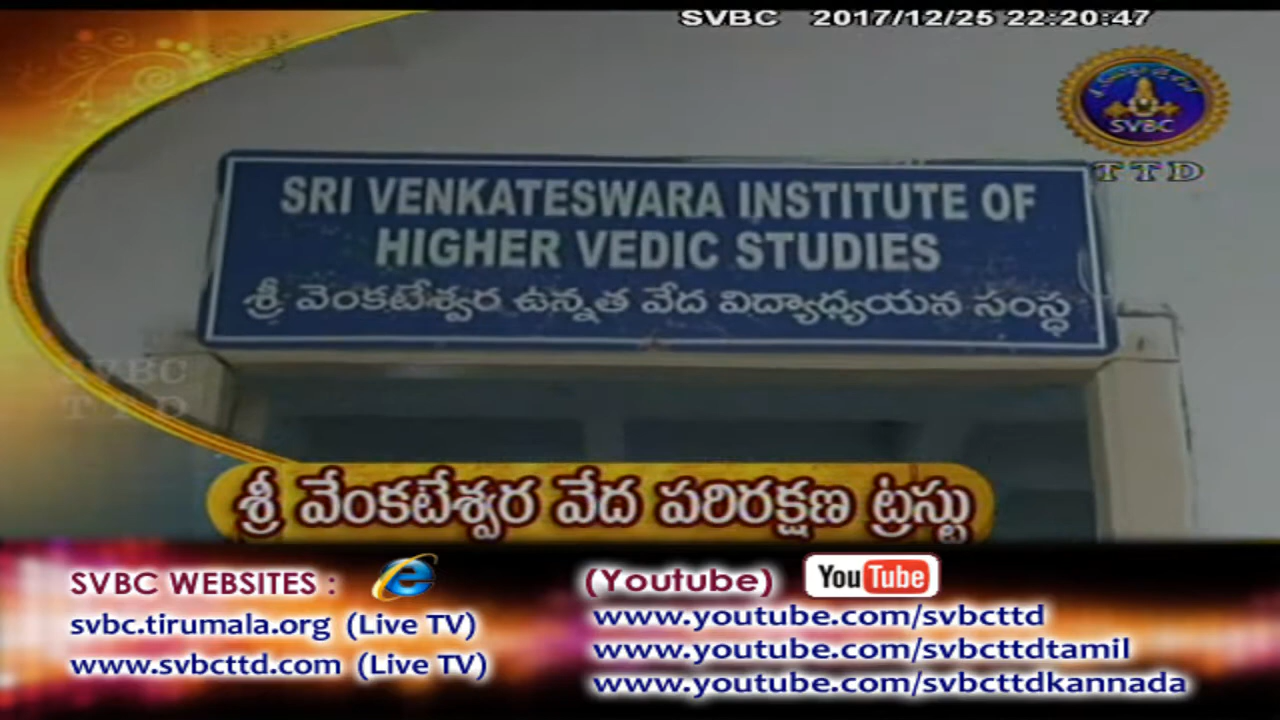 SVBC 2017/12/25 22:20:47
SVBC
TTD
SRI VENKATESWARA INSTITUTE OF
HIGHER VEDIC STUDIES
శ్రీ వెంకటేశ్వర ఉన్నత వేద విద్యాధ్యయన సంస్థ
SVBC
TTD
శ్రీ వేంకటేశ్వర వేద పరిరక్షణ ట్రస్టు
SVBC WEBSITES :
svbc.tirumala.org (Live TV)
www.svbcttd.com (Live TV)
(Youtube) YouTube
www.youtube.com/svbcttd
www.youtube.com/svbcttdtamil
www.youtube.com/svbcttdkannada